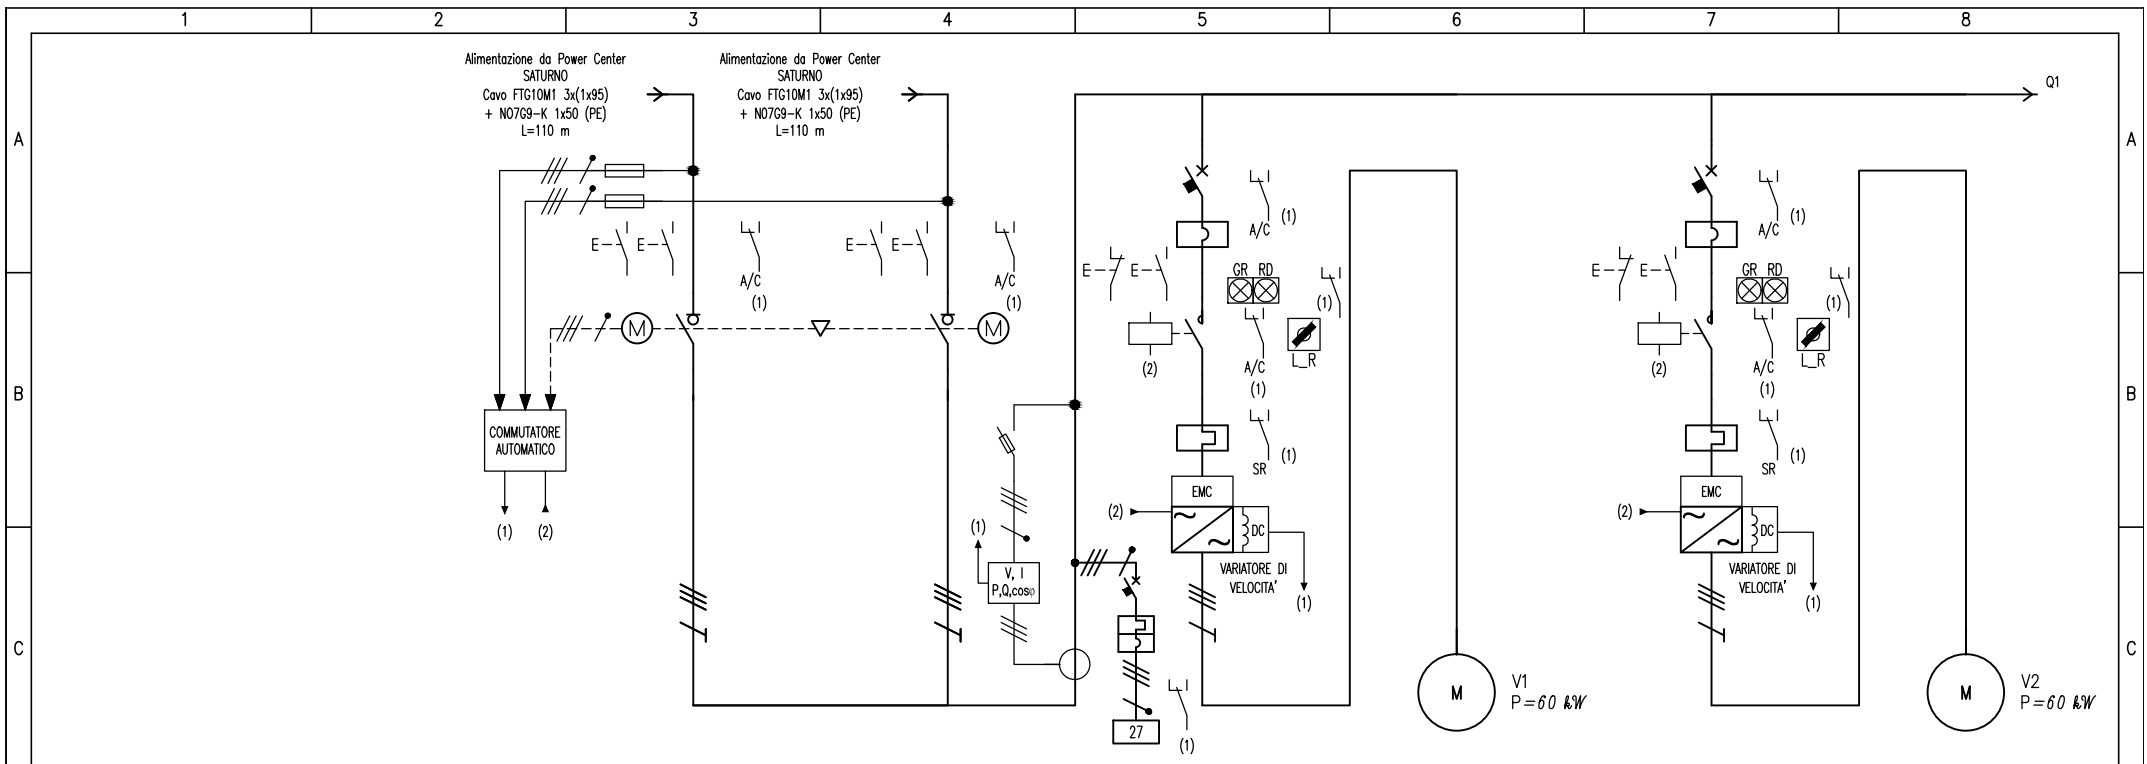 1 2 3 4 5 6 7 8
Alimentazione da Power Center
SATURNO
Cavo FTG10M1 3x(1x95)
+ NO7G9-K 1x50 (PE)
L=110 m
Alimentazione da Power Center
SATURNO
Cavo FTG10M1 3x(1x95)
+ NO7G9-K 1x50 (PE)
L=110 m
Q1
A
A
E E
A/C
(1)
E E
A/C
(1)
M
M
COMMUTATORE
AUTOMATICO
(1) (2)
B
B
(1)
A/C
E E
GR RD
(1)
(2)
A/C
(1)
L_R
(1)
SR
EMC
(2)
DC
VARIATORE DI
VELOCITA'
(1)
(1)
V, I
P,Q,cosφ
27
(1)
M
V1
P=60 kW
(1)
A/C
E E
GR RD
(1)
(2)
A/C
(1)
L_R
(1)
SR
EMC
(2)
DC
VARIATORE DI
VELOCITA'
(1)
M
V2
P=60 kW
C
C